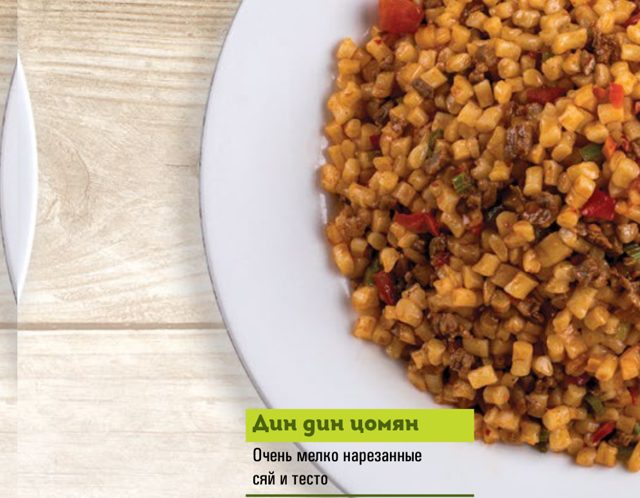 Дин дин цомян
Очень мелко нарезанные
сяй и тесто